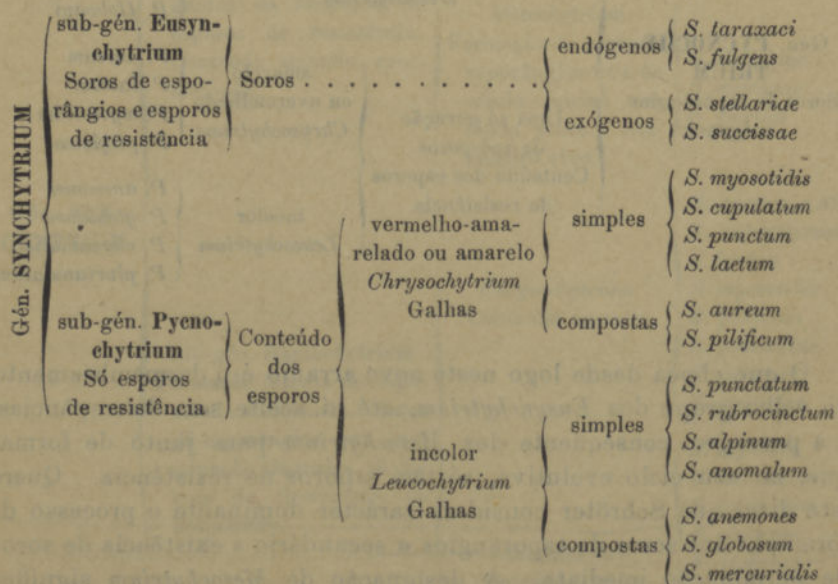 Gén. SYNCHYTRIUM
sub-gén. Eusyn-
chytrium
Soros de espo-
rângios e esporos
de resistência
Soros . . . . . . . . . . . .
endógenos
S. taraxaci
S. fulgens
exógenos
S. stellariae
S. succissae
sub-gén. Pycno-
chytrium
Só esporos
de resistência
Conteúdo
dos
esporos
vermelho-ama-
relado ou amarelo
Chrysochytrium
Galhas
simples
S. myosotidis
S. cupulatum
S. punctum
S. laetum
compostas
S. aureum
S. pilificum
incolor
Leucochytrium
Galhas
simples
S. punctatum
S. rubrocinctum
S. alpinum
S. anomalum
compostas
S. anemones
S. globosum
S. mercurialis